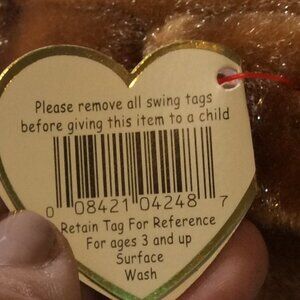 Please remove all swing tags
before giving this item to a child
0 08421 04248 7
Retain Tag For Reference
For ages 3 and up
Surface
Wash